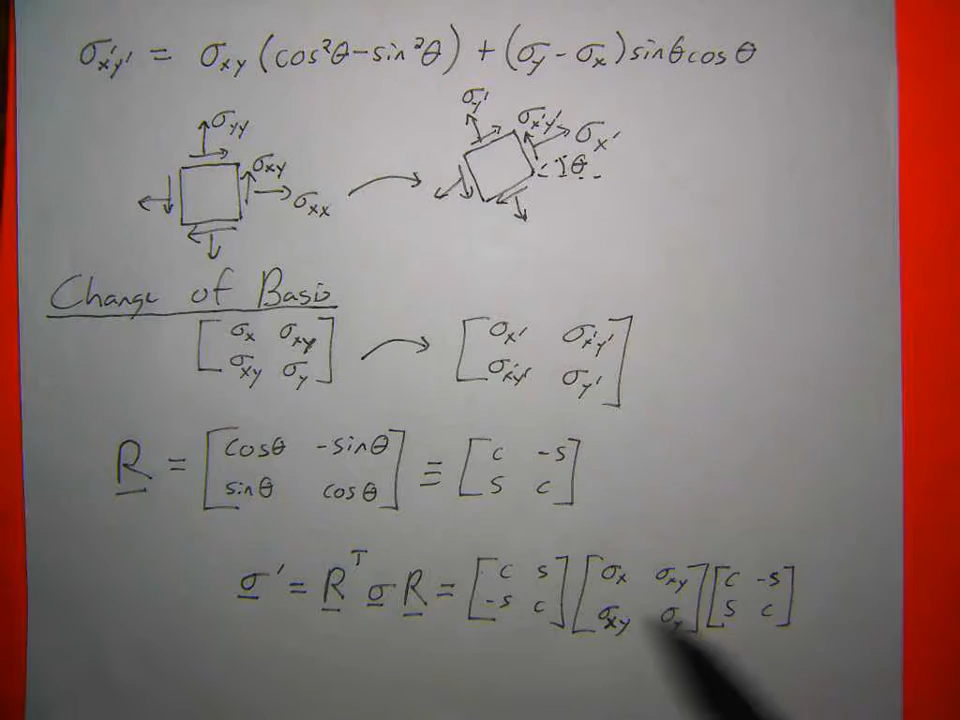 σx'y' = σxy (cos²θ - sin²θ) + (σy - σx) sinθ cosθ
σyy σxy σxx
σy' σx'y' σx' θ
Change of Basis
[σx σxy → [σx' σx'y'
σxy σy] σx'y' σy']
R = [cosθ -sinθ ≡ [c -s
sinθ cosθ] s c]
σ' = Rᵀ σ R = [c s [σx σxy [c -s
-s c] σxy σy] s c]